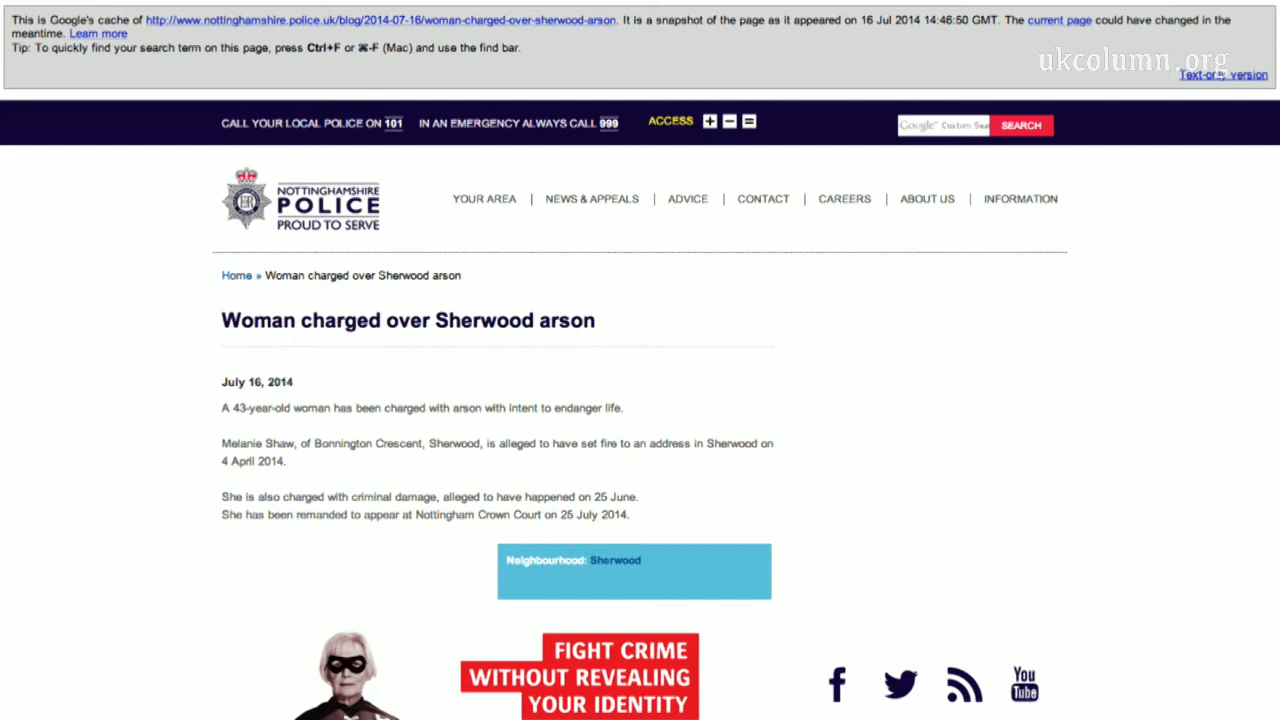 This is Google's cache of http://www.nottinghamshire.police.uk/blog/2014-07-16/woman-charged-over-sherwood-arson. It is a snapshot of the page as it appeared on 16 Jul 2014 14:46:50 GMT. The current page could have changed in the
meantime. Learn more
Tip: To quickly find your search term on this page, press Ctrl+F or ⌘-F (Mac) and use the find bar.
ukcolumn.org
Text-only version
CALL YOUR LOCAL POLICE ON 101 IN AN EMERGENCY ALWAYS CALL 999 ACCESS + − = Google™ Custom Sea SEARCH
NOTTINGHAMSHIRE
POLICE
PROUD TO SERVE
YOUR AREA | NEWS & APPEALS | ADVICE | CONTACT | CAREERS | ABOUT US | INFORMATION
Home » Woman charged over Sherwood arson
Woman charged over Sherwood arson
July 16, 2014
A 43-year-old woman has been charged with arson with intent to endanger life.
Melanie Shaw, of Bonnington Crescent, Sherwood, is alleged to have set fire to an address in Sherwood on
4 April 2014.
She is also charged with criminal damage, alleged to have happened on 25 June.
She has been remanded to appear at Nottingham Crown Court on 25 July 2014.
Neighbourhood: Sherwood
FIGHT CRIME
WITHOUT REVEALING
YOUR IDENTITY
You
Tube